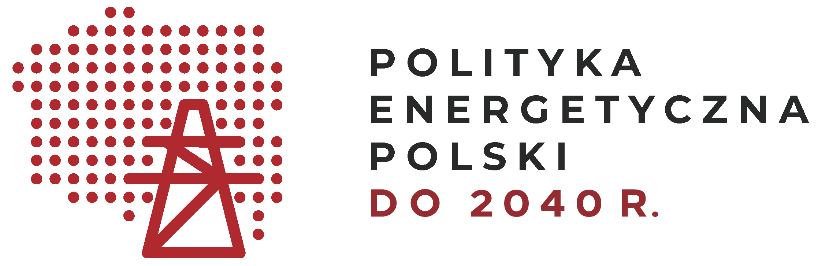 POLITYKA
ENERGETYCZNA
POLSKI
DO 2040 R.